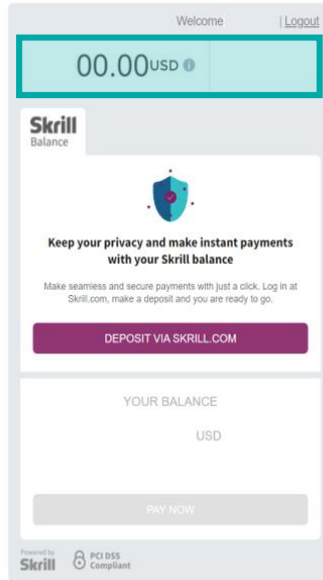 Welcome | Logout
00.00 USD
Skrill
Balance
Keep your privacy and make instant payments
with your Skrill balance
Make seamless and secure payments with just a click. Log in at
Skrill.com, make a deposit and you are ready to go.
DEPOSIT VIA SKRILL.COM
YOUR BALANCE
USD
PAY NOW
Powered by
Skrill
PCI DSS
Compliant